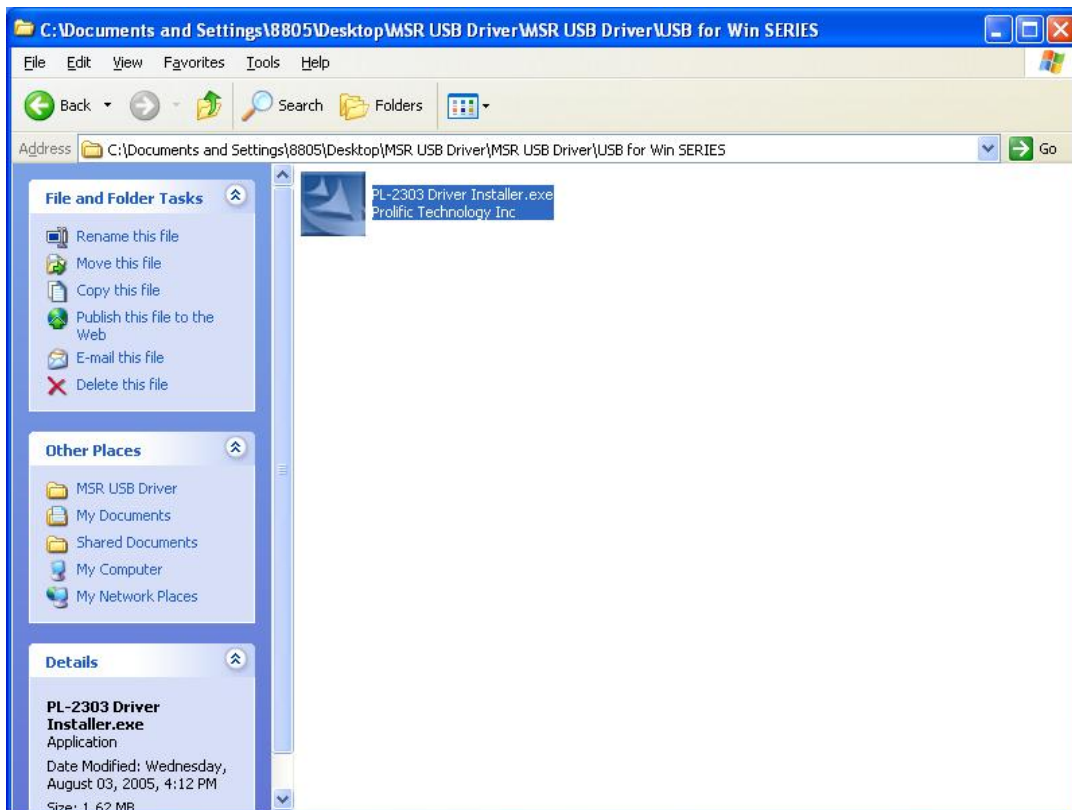 C:\Documents and Settings\8805\Desktop\MSR USB Driver\MSR USB Driver\USB for Win SERIES
File Edit View Favorites Tools Help
Back Search Folders
Address C:\Documents and Settings\8805\Desktop\MSR USB Driver\MSR USB Driver\USB for Win SERIES Go
File and Folder Tasks
Rename this file
Move this file
Copy this file
Publish this file to the
Web
E-mail this file
Delete this file
Other Places
MSR USB Driver
My Documents
Shared Documents
My Computer
My Network Places
Details
PL-2303 Driver
Installer.exe
Application
Date Modified: Wednesday,
August 03, 2005, 4:12 PM
Size: 1.62 MB
PL-2303 Driver Installer.exe
Prolific Technology Inc